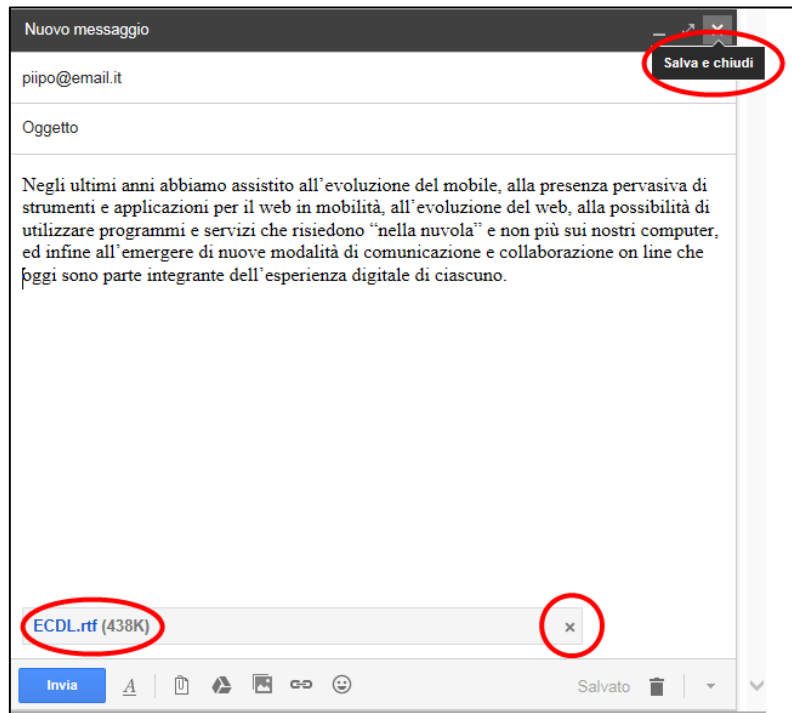 Nuovo messaggio
Salva e chiudi
piipo@email.it
Oggetto
Negli ultimi anni abbiamo assistito all’evoluzione del mobile, alla presenza pervasiva di
strumenti e applicazioni per il web in mobilità, all’evoluzione del web, alla possibilità di
utilizzare programmi e servizi che risiedono “nella nuvola” e non più sui nostri computer,
ed infine all’emergere di nuove modalità di comunicazione e collaborazione on line che
oggi sono parte integrante dell’esperienza digitale di ciascuno.
ECDL.rtf (438K)
Invia A Salvato